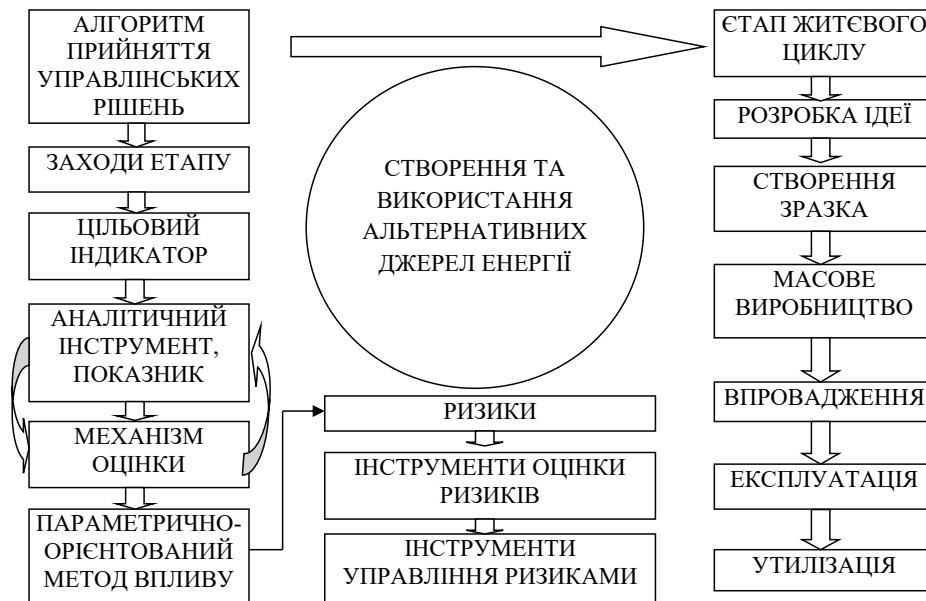 АЛГОРИТМ
ПРИЙНЯТТЯ
УПРАВЛІНСЬКИХ
РІШЕНЬ
ЗАХОДИ ЕТАПУ
ЦІЛЬОВИЙ
ІНДИКАТОР
АНАЛІТИЧНИЙ
ІНСТРУМЕНТ,
ПОКАЗНИК
МЕХАНІЗМ
ОЦІНКИ
ПАРАМЕТРИЧНО-
ОРІЄНТОВАНИЙ
МЕТОД ВПЛИВУ
СТВОРЕННЯ ТА
ВИКОРИСТАННЯ
АЛЬТЕРНАТИВНИХ
ДЖЕРЕЛ ЕНЕРГІЇ
РИЗИКИ
ІНСТРУМЕНТИ ОЦІНКИ
РИЗИКІВ
ІНСТРУМЕНТИ
УПРАВЛІННЯ РИЗИКАМИ
ЄТАП ЖИТЄВОГО
ЦИКЛУ
РОЗРОБКА ІДЕЇ
СТВОРЕННЯ
ЗРАЗКА
МАСОВЕ
ВИРОБНИЦТВО
ВПРОВАДЖЕННЯ
ЕКСПЛУАТАЦІЯ
УТИЛІЗАЦІЯ